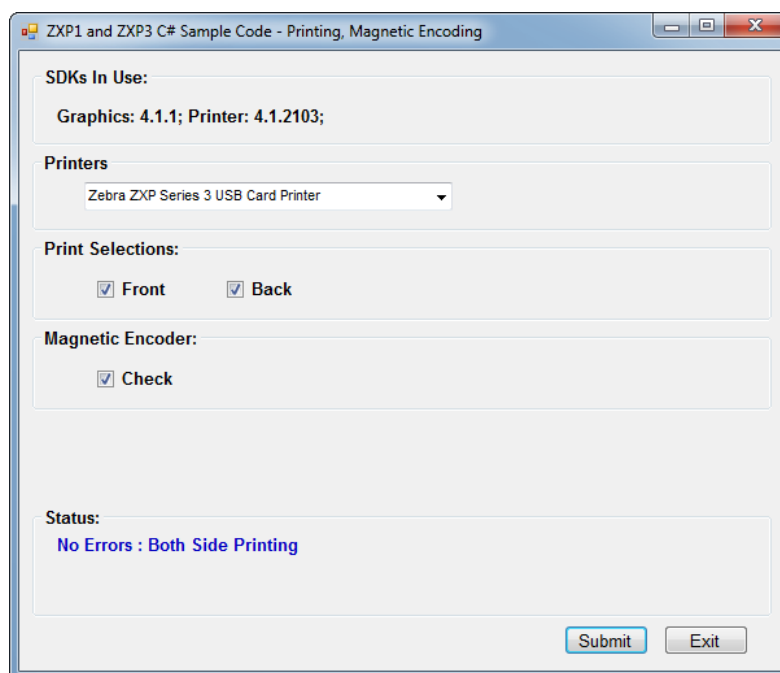 ZXP1 and ZXP3 C# Sample Code - Printing, Magnetic Encoding
SDKs In Use:
Graphics: 4.1.1; Printer: 4.1.2103;
Printers
Zebra ZXP Series 3 USB Card Printer
Print Selections:
Front Back
Magnetic Encoder:
Check
Status:
No Errors : Both Side Printing
Submit Exit